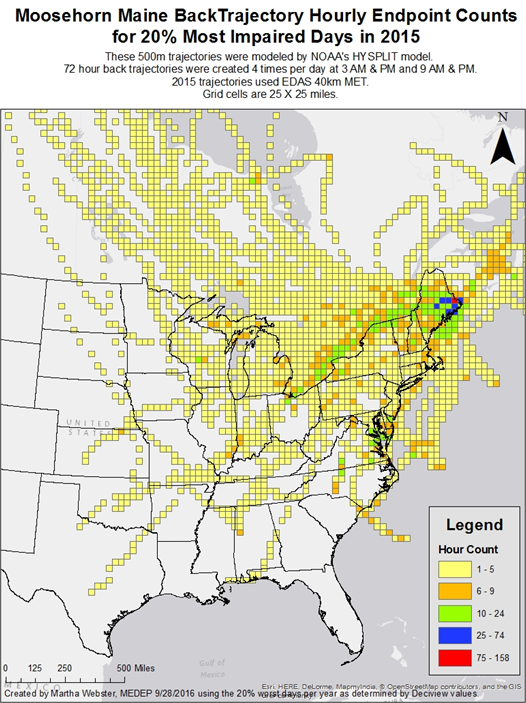 Moosehorn Maine BackTrajectory Hourly Endpoint Counts
for 20% Most Impaired Days in 2015
These 500m trajectories were modeled by NOAA's HYSPLIT model.
72 hour back trajectories were created 4 times per day at 3 AM & PM and 9 AM & PM.
2015 trajectories used EDAS 40km MET.
Grid cells are 25 X 25 miles.
N
UNITED
STATES
Legend
Hour Count
1 - 5
6 - 9
10 - 24
25 - 74
75 - 158
0 125 250 500 Miles
Gulf of
Mexico
MEXICO
Esri, HERE, DeLorme, MapmyIndia, © OpenStreetMap contributors, and the GIS
Created by Martha Webster, MEDEP 9/28/2016 using the 20% worst days per year as determined by Deciview values.